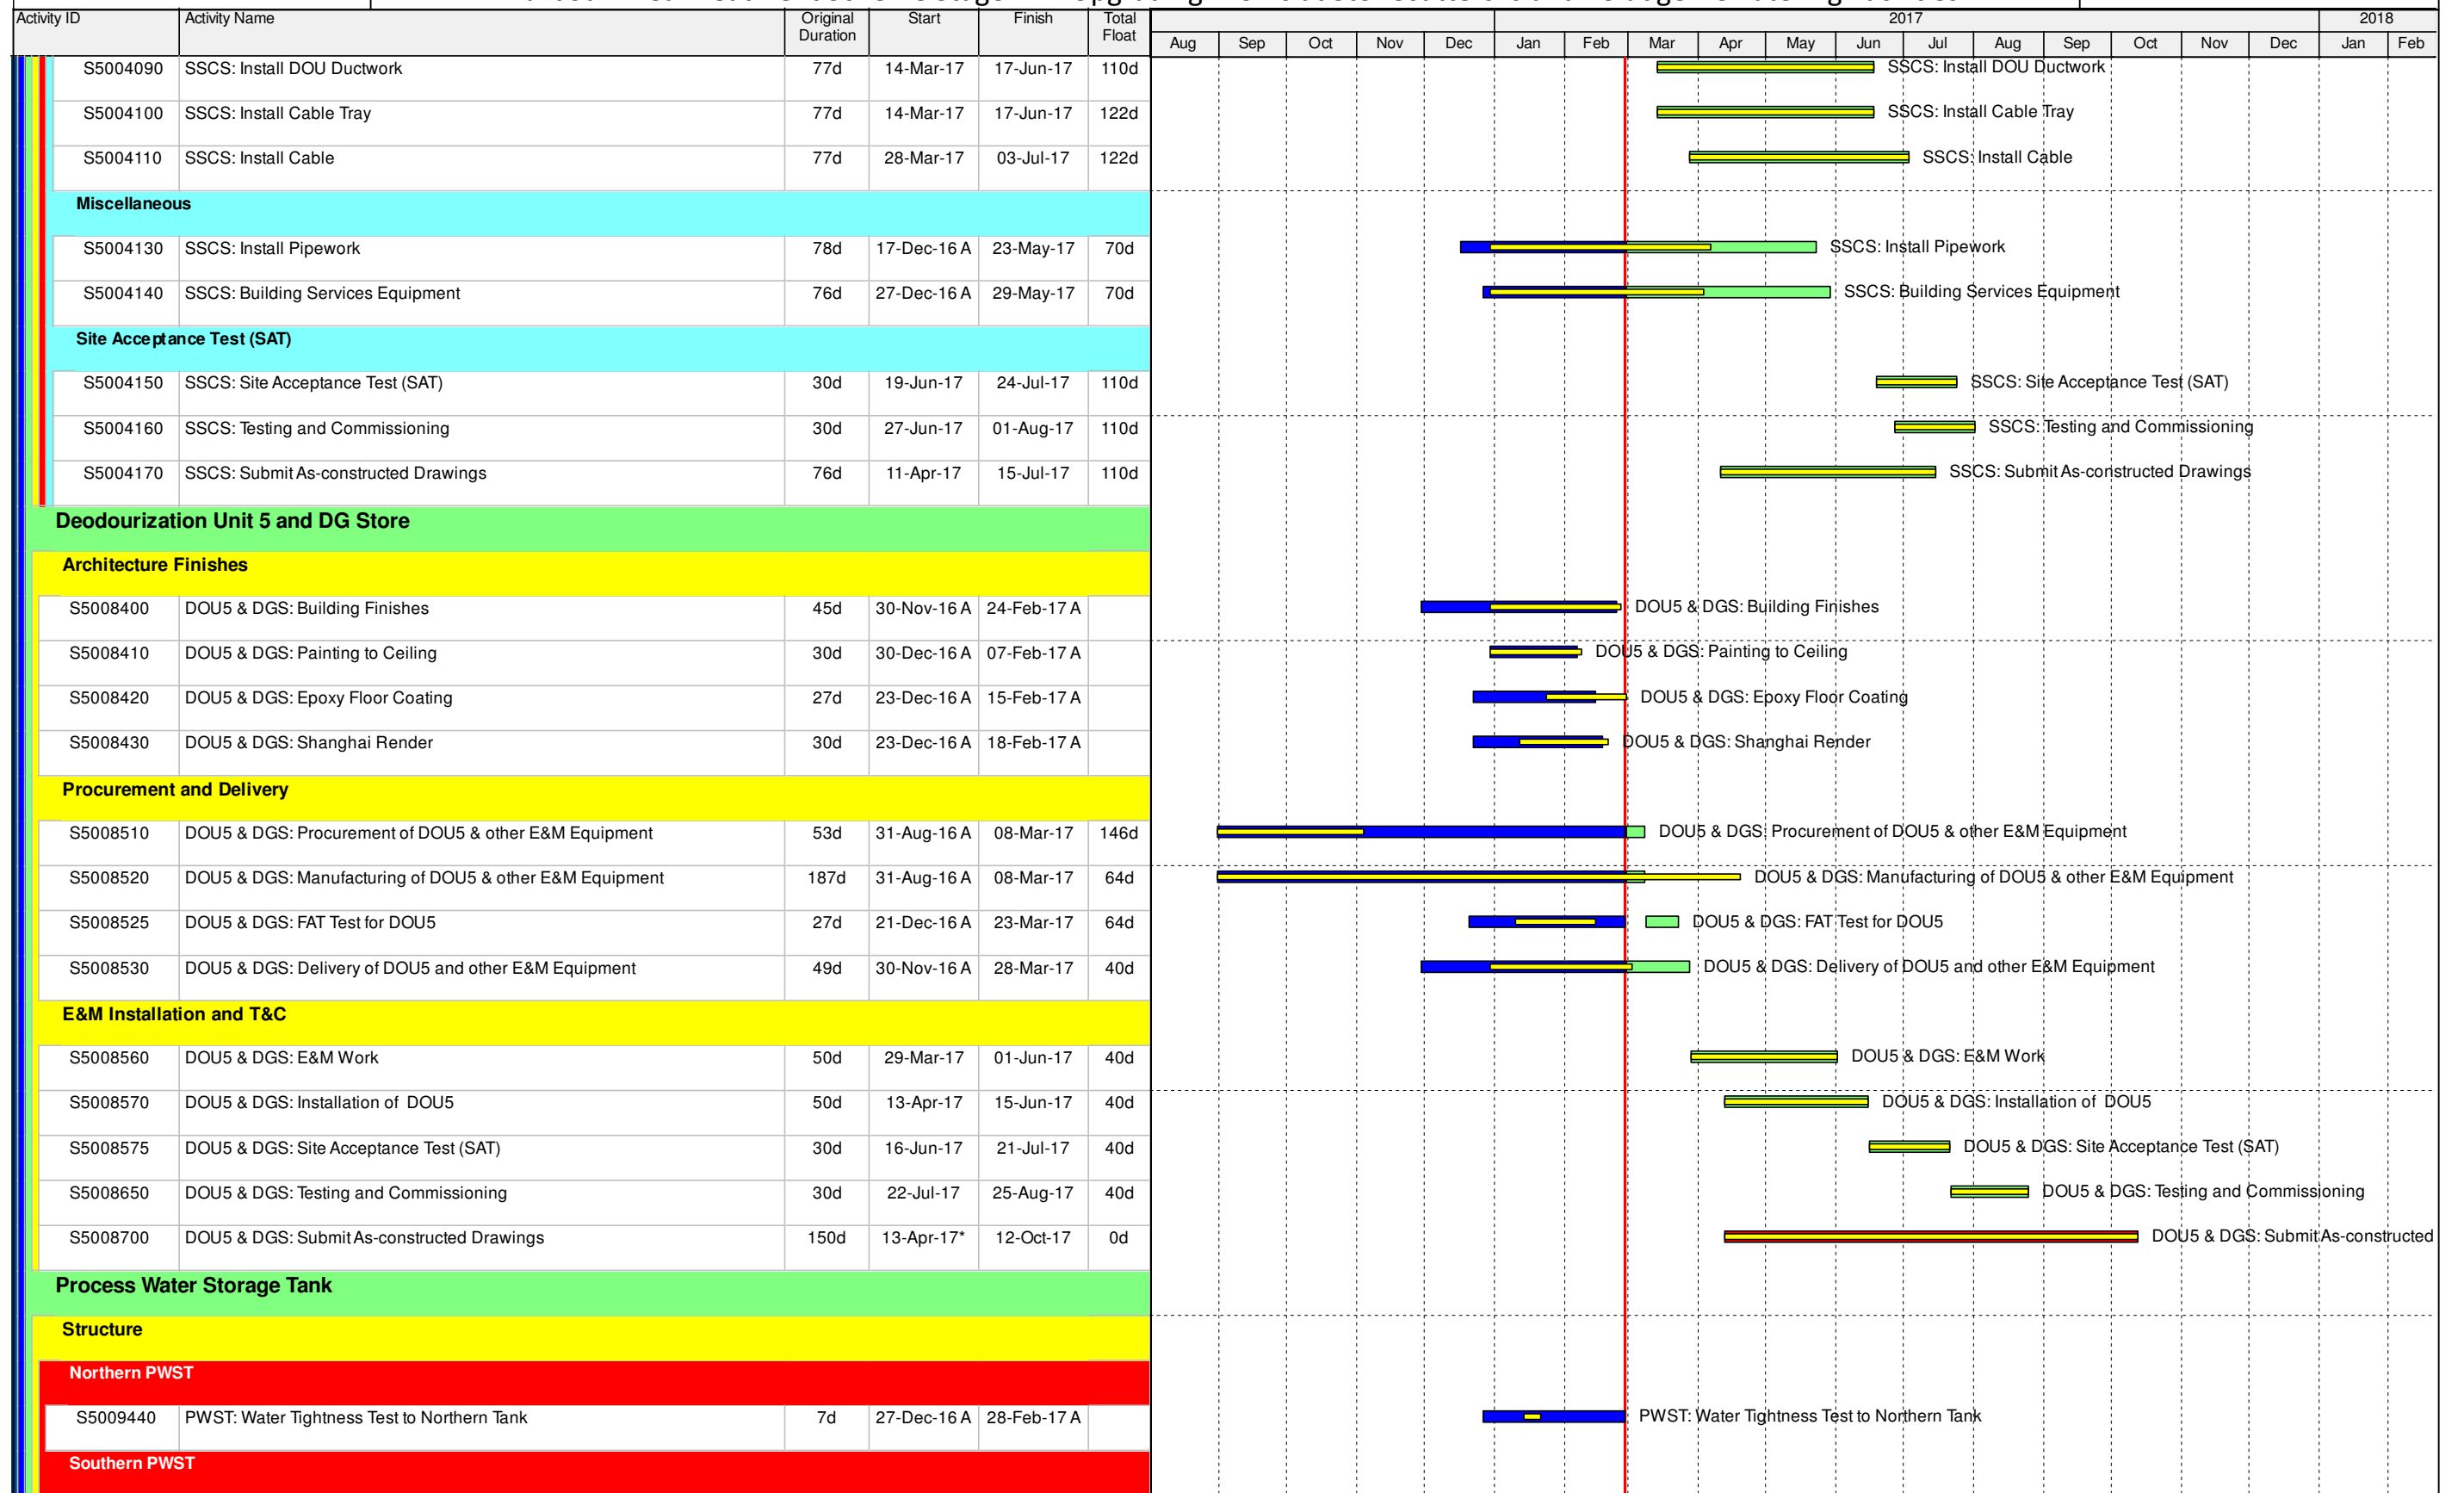 Activity ID Activity Name Original Duration Start Finish Total Float 2017 2018
Aug Sep Oct Nov Dec Jan Feb Mar Apr May Jun Jul Aug Sep Oct Nov Dec Jan Feb
S5004090 SSCS: Install DOU Ductwork 77d 14-Mar-17 17-Jun-17 110d SSCS: Install DOU Ductwork
S5004100 SSCS: Install Cable Tray 77d 14-Mar-17 17-Jun-17 122d SSCS: Install Cable Tray
S5004110 SSCS: Install Cable 77d 28-Mar-17 03-Jul-17 122d SSCS: Install Cable
Miscellaneous
S5004130 SSCS: Install Pipework 78d 17-Dec-16 A 23-May-17 70d SSCS: Install Pipework
S5004140 SSCS: Building Services Equipment 76d 27-Dec-16 A 29-May-17 70d SSCS: Building Services Equipment
Site Acceptance Test (SAT)
S5004150 SSCS: Site Acceptance Test (SAT) 30d 19-Jun-17 24-Jul-17 110d SSCS: Site Acceptance Test (SAT)
S5004160 SSCS: Testing and Commissioning 30d 27-Jun-17 01-Aug-17 110d SSCS: Testing and Commissioning
S5004170 SSCS: Submit As-constructed Drawings 76d 11-Apr-17 15-Jul-17 110d SSCS: Submit As-constructed Drawings
Deodourization Unit 5 and DG Store
Architecture Finishes
S5008400 DOU5 & DGS: Building Finishes 45d 30-Nov-16 A 24-Feb-17 A DOU5 & DGS: Building Finishes
S5008410 DOU5 & DGS: Painting to Ceiling 30d 30-Dec-16 A 07-Feb-17 A DOU5 & DGS: Painting to Ceiling
S5008420 DOU5 & DGS: Epoxy Floor Coating 27d 23-Dec-16 A 15-Feb-17 A DOU5 & DGS: Epoxy Floor Coating
S5008430 DOU5 & DGS: Shanghai Render 30d 23-Dec-16 A 18-Feb-17 A DOU5 & DGS: Shanghai Render
Procurement and Delivery
S5008510 DOU5 & DGS: Procurement of DOU5 & other E&M Equipment 53d 31-Aug-16 A 08-Mar-17 146d DOU5 & DGS: Procurement of DOU5 & other E&M Equipment
S5008520 DOU5 & DGS: Manufacturing of DOU5 & other E&M Equipment 187d 31-Aug-16 A 08-Mar-17 64d DOU5 & DGS: Manufacturing of DOU5 & other E&M Equipment
S5008525 DOU5 & DGS: FAT Test for DOU5 27d 21-Dec-16 A 23-Mar-17 64d DOU5 & DGS: FAT Test for DOU5
S5008530 DOU5 & DGS: Delivery of DOU5 and other E&M Equipment 49d 30-Nov-16 A 28-Mar-17 40d DOU5 & DGS: Delivery of DOU5 and other E&M Equipment
E&M Installation and T&C
S5008560 DOU5 & DGS: E&M Work 50d 29-Mar-17 01-Jun-17 40d DOU5 & DGS: E&M Work
S5008570 DOU5 & DGS: Installation of DOU5 50d 13-Apr-17 15-Jun-17 40d DOU5 & DGS: Installation of DOU5
S5008575 DOU5 & DGS: Site Acceptance Test (SAT) 30d 16-Jun-17 21-Jul-17 40d DOU5 & DGS: Site Acceptance Test (SAT)
S5008650 DOU5 & DGS: Testing and Commissioning 30d 22-Jul-17 25-Aug-17 40d DOU5 & DGS: Testing and Commissioning
S5008700 DOU5 & DGS: Submit As-constructed Drawings 150d 13-Apr-17* 12-Oct-17 0d DOU5 & DGS: Submit As-constructed
Process Water Storage Tank
Structure
Northern PWST
S5009440 PWST: Water Tightness Test to Northern Tank 7d 27-Dec-16 A 28-Feb-17 A PWST: Water Tightness Test to Northern Tank
Southern PWST